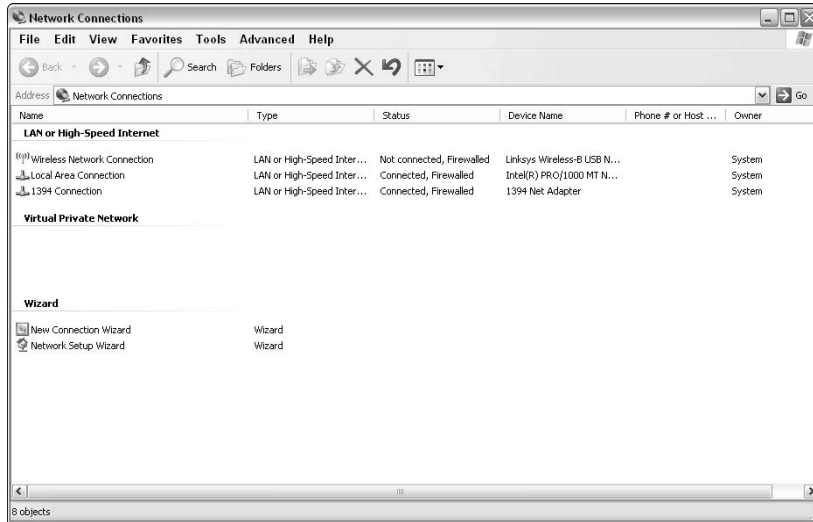 Network Connections
File Edit View Favorites Tools Advanced Help
Back Search Folders
Address Network Connections Go
Name Type Status Device Name Phone # or Host ... Owner
LAN or High-Speed Internet
Wireless Network Connection LAN or High-Speed Inter... Not connected, Firewalled Linksys Wireless-B USB N... System
Local Area Connection LAN or High-Speed Inter... Connected, Firewalled Intel(R) PRO/1000 MT N... System
1394 Connection LAN or High-Speed Inter... Connected, Firewalled 1394 Net Adapter System
Virtual Private Network
Wizard
New Connection Wizard Wizard
Network Setup Wizard Wizard
8 objects